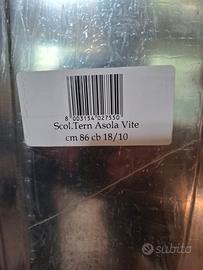 8 003154 027550
Scol.Tern Asola Vite
cm 86 cb 18/10
subito